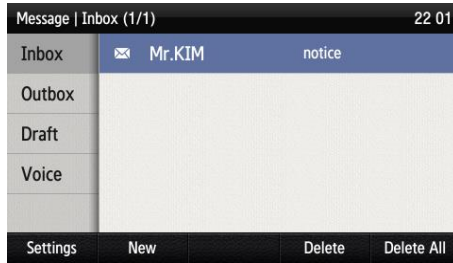 Message | Inbox (1/1) 22 01
Inbox Mr.KIM notice
Outbox
Draft
Voice
Settings New Delete Delete All